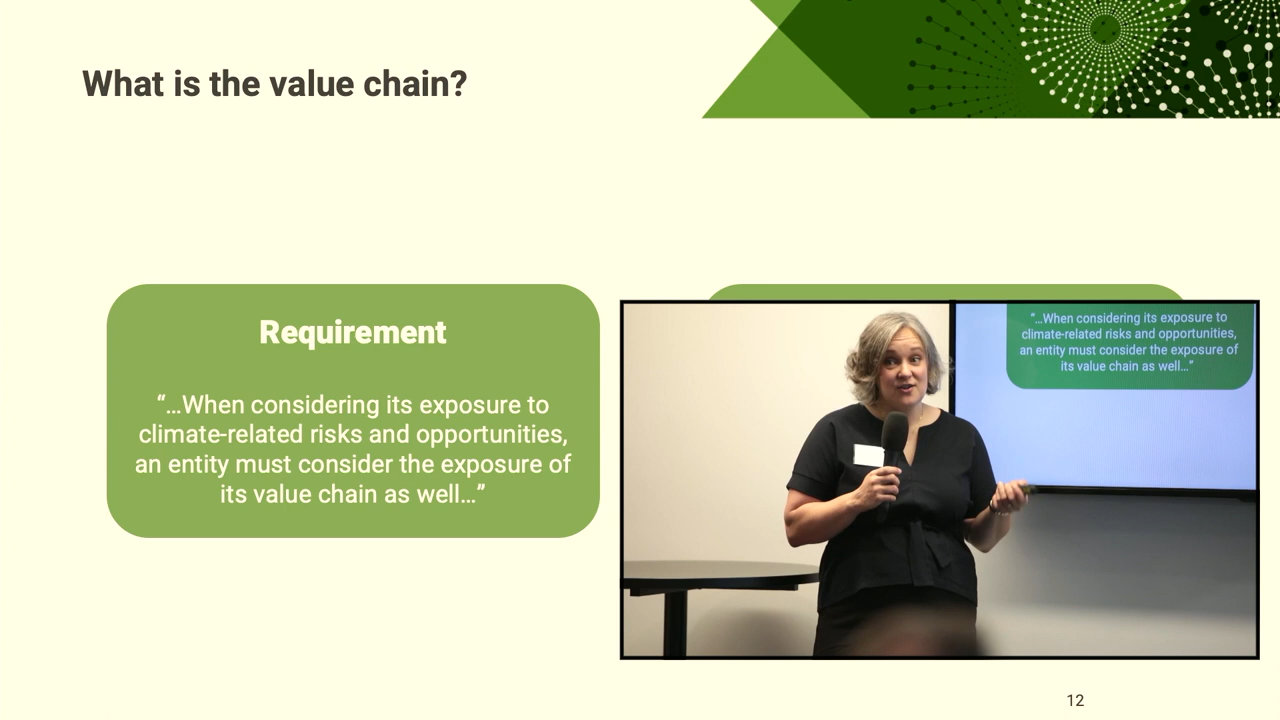 What is the value chain?
Requirement
“…When considering its exposure to
climate-related risks and opportunities,
an entity must consider the exposure of
its value chain as well…”
“…When considering its exposure to
climate-related risks and opportunities,
an entity must consider the exposure of
its value chain as well…”
12